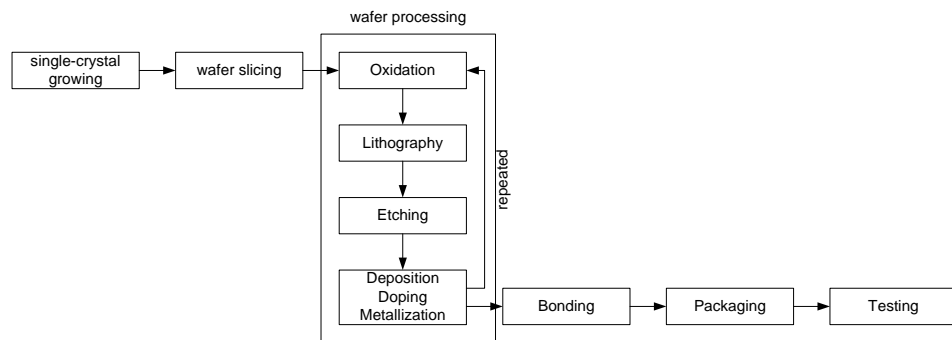 wafer processing
single-crystal
growing
wafer slicing
Oxidation
Lithography
repeated
Etching
Deposition
Doping
Metallization
Bonding
Packaging
Testing